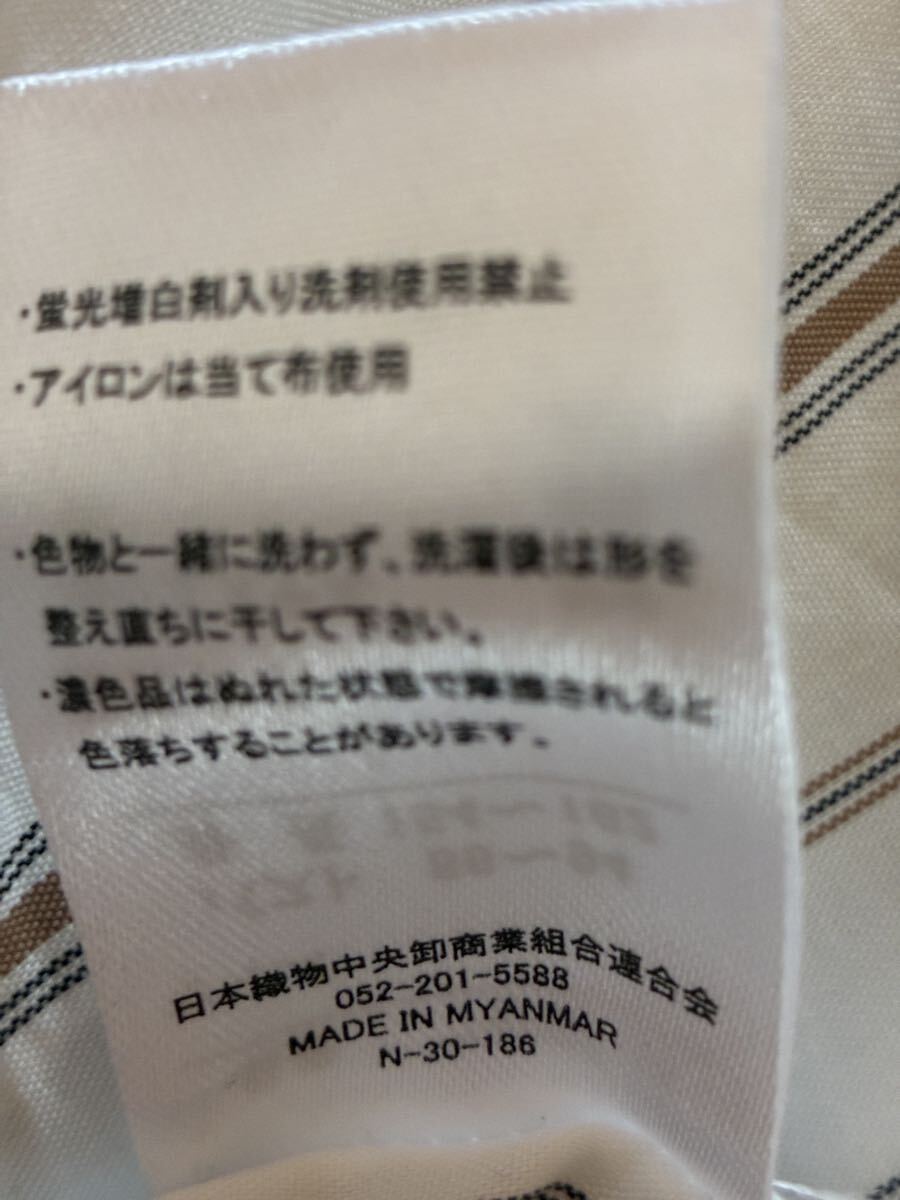 ・蛍光増白剤入り洗剤使用禁止
・アイロンは当て布使用
・色物と一緒に洗わず、洗濯後は形を
整え直ちに干して下さい。
・濃色品はぬれた状態で摩擦されると
色落ちすることがあります。
日本織物中央卸商業組合連合会
052-201-5588
MADE IN MYANMAR
N-30-186